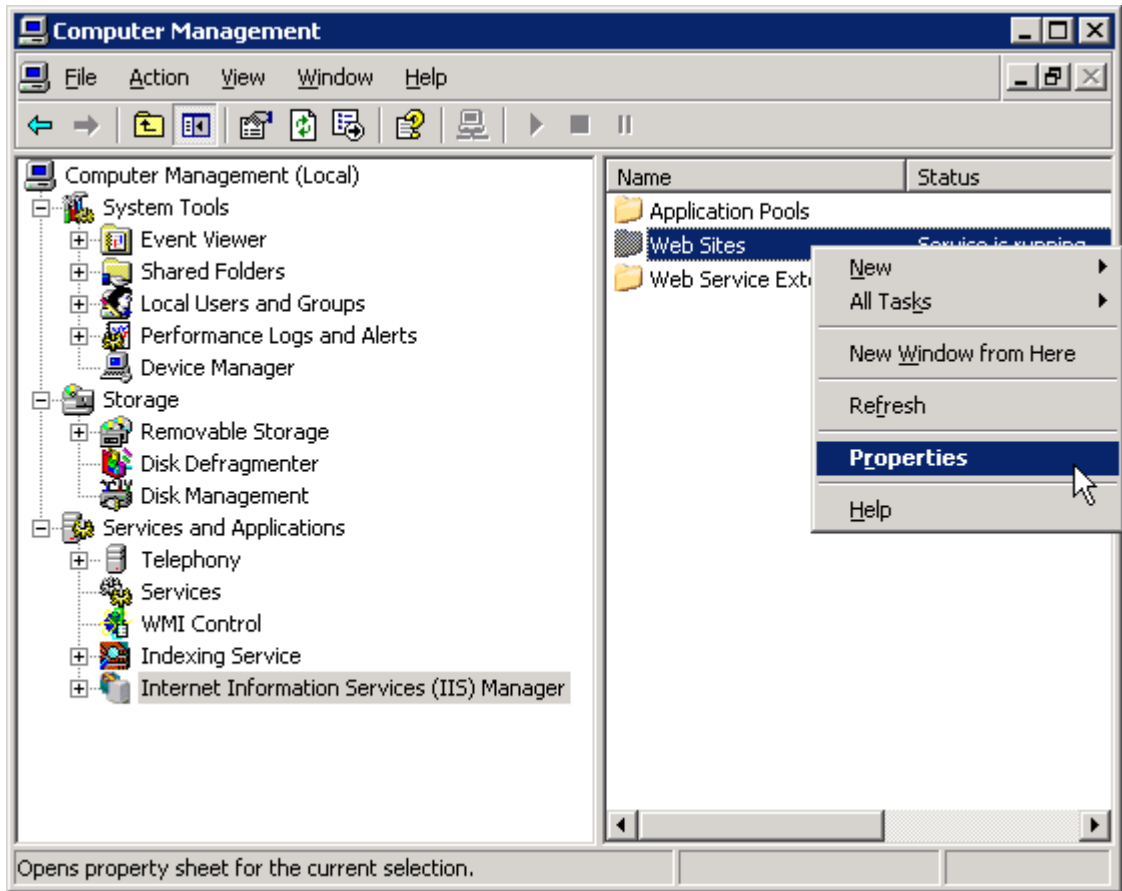 Computer Management
File Action View Window Help
Computer Management (Local)
System Tools
Event Viewer
Shared Folders
Local Users and Groups
Performance Logs and Alerts
Device Manager
Storage
Removable Storage
Disk Defragmenter
Disk Management
Services and Applications
Telephony
Services
WMI Control
Indexing Service
Internet Information Services (IIS) Manager
Name Status
Application Pools
Web Sites Service is running
Web Service Exte
New
All Tasks
New Window from Here
Refresh
Properties
Help
Opens property sheet for the current selection.